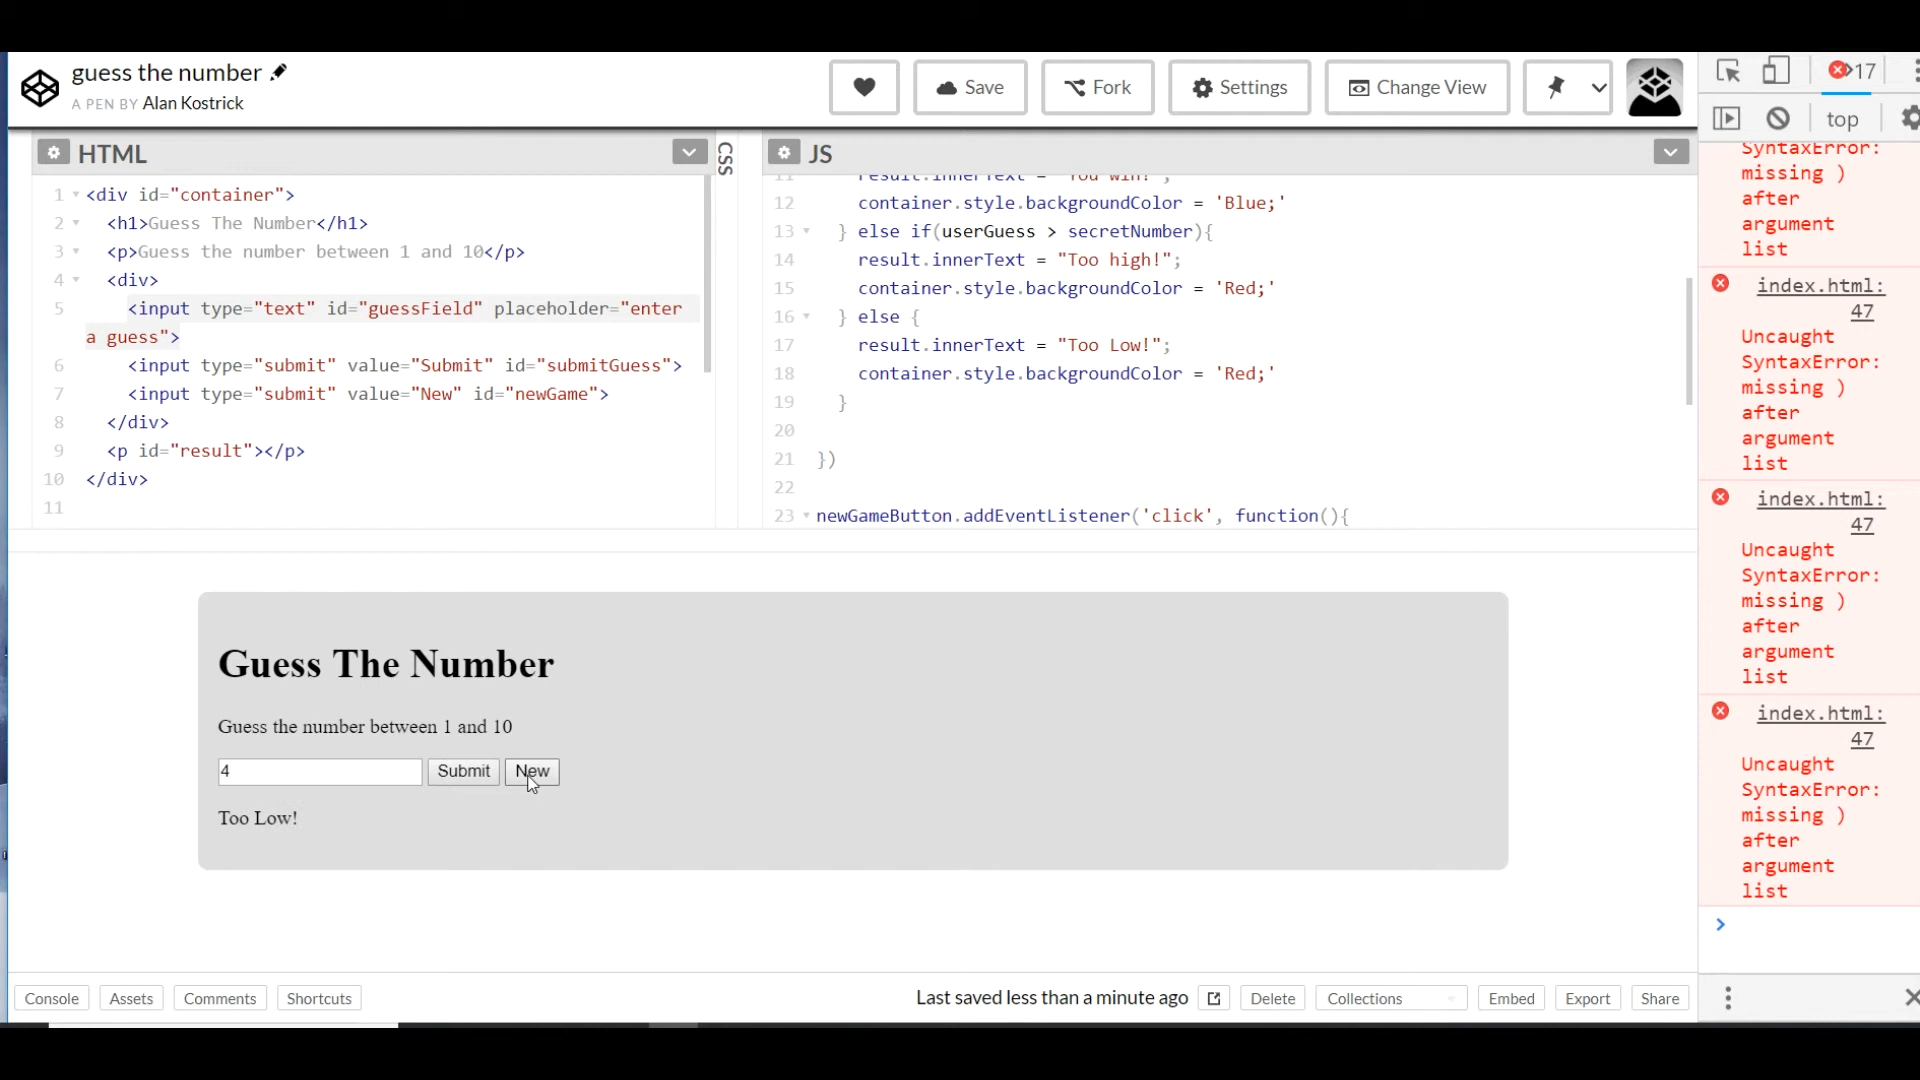 guess the number
A PEN BY Alan Kostrick
Save
Fork
Settings
Change View
17
top
HTML
CSS
JS
1 <div id="container">
2 <h1>Guess The Number</h1>
3 <p>Guess the number between 1 and 10</p>
4 <div>
5 <input type="text" id="guessField" placeholder="enter
a guess">
6 <input type="submit" value="Submit" id="submitGuess">
7 <input type="submit" value="New" id="newGame">
8 </div>
9 <p id="result"></p>
10 </div>
11
11 result.innerText = "You win!";
12 container.style.backgroundColor = 'Blue;'
13 } else if(userGuess > secretNumber){
14 result.innerText = "Too high!";
15 container.style.backgroundColor = 'Red;'
16 } else {
17 result.innerText = "Too Low!";
18 container.style.backgroundColor = 'Red;'
19 }
20
21 })
22
23 newGameButton.addEventListener('click', function(){
SyntaxError:
missing )
after
argument
list
index.html:
47
Uncaught
SyntaxError:
missing )
after
argument
list
index.html:
47
Uncaught
SyntaxError:
missing )
after
argument
list
index.html:
47
Uncaught
SyntaxError:
missing )
after
argument
list
Guess The Number
Guess the number between 1 and 10
4 Submit New
Too Low!
Console Assets Comments Shortcuts
Last saved less than a minute ago Delete Collections Embed Export Share